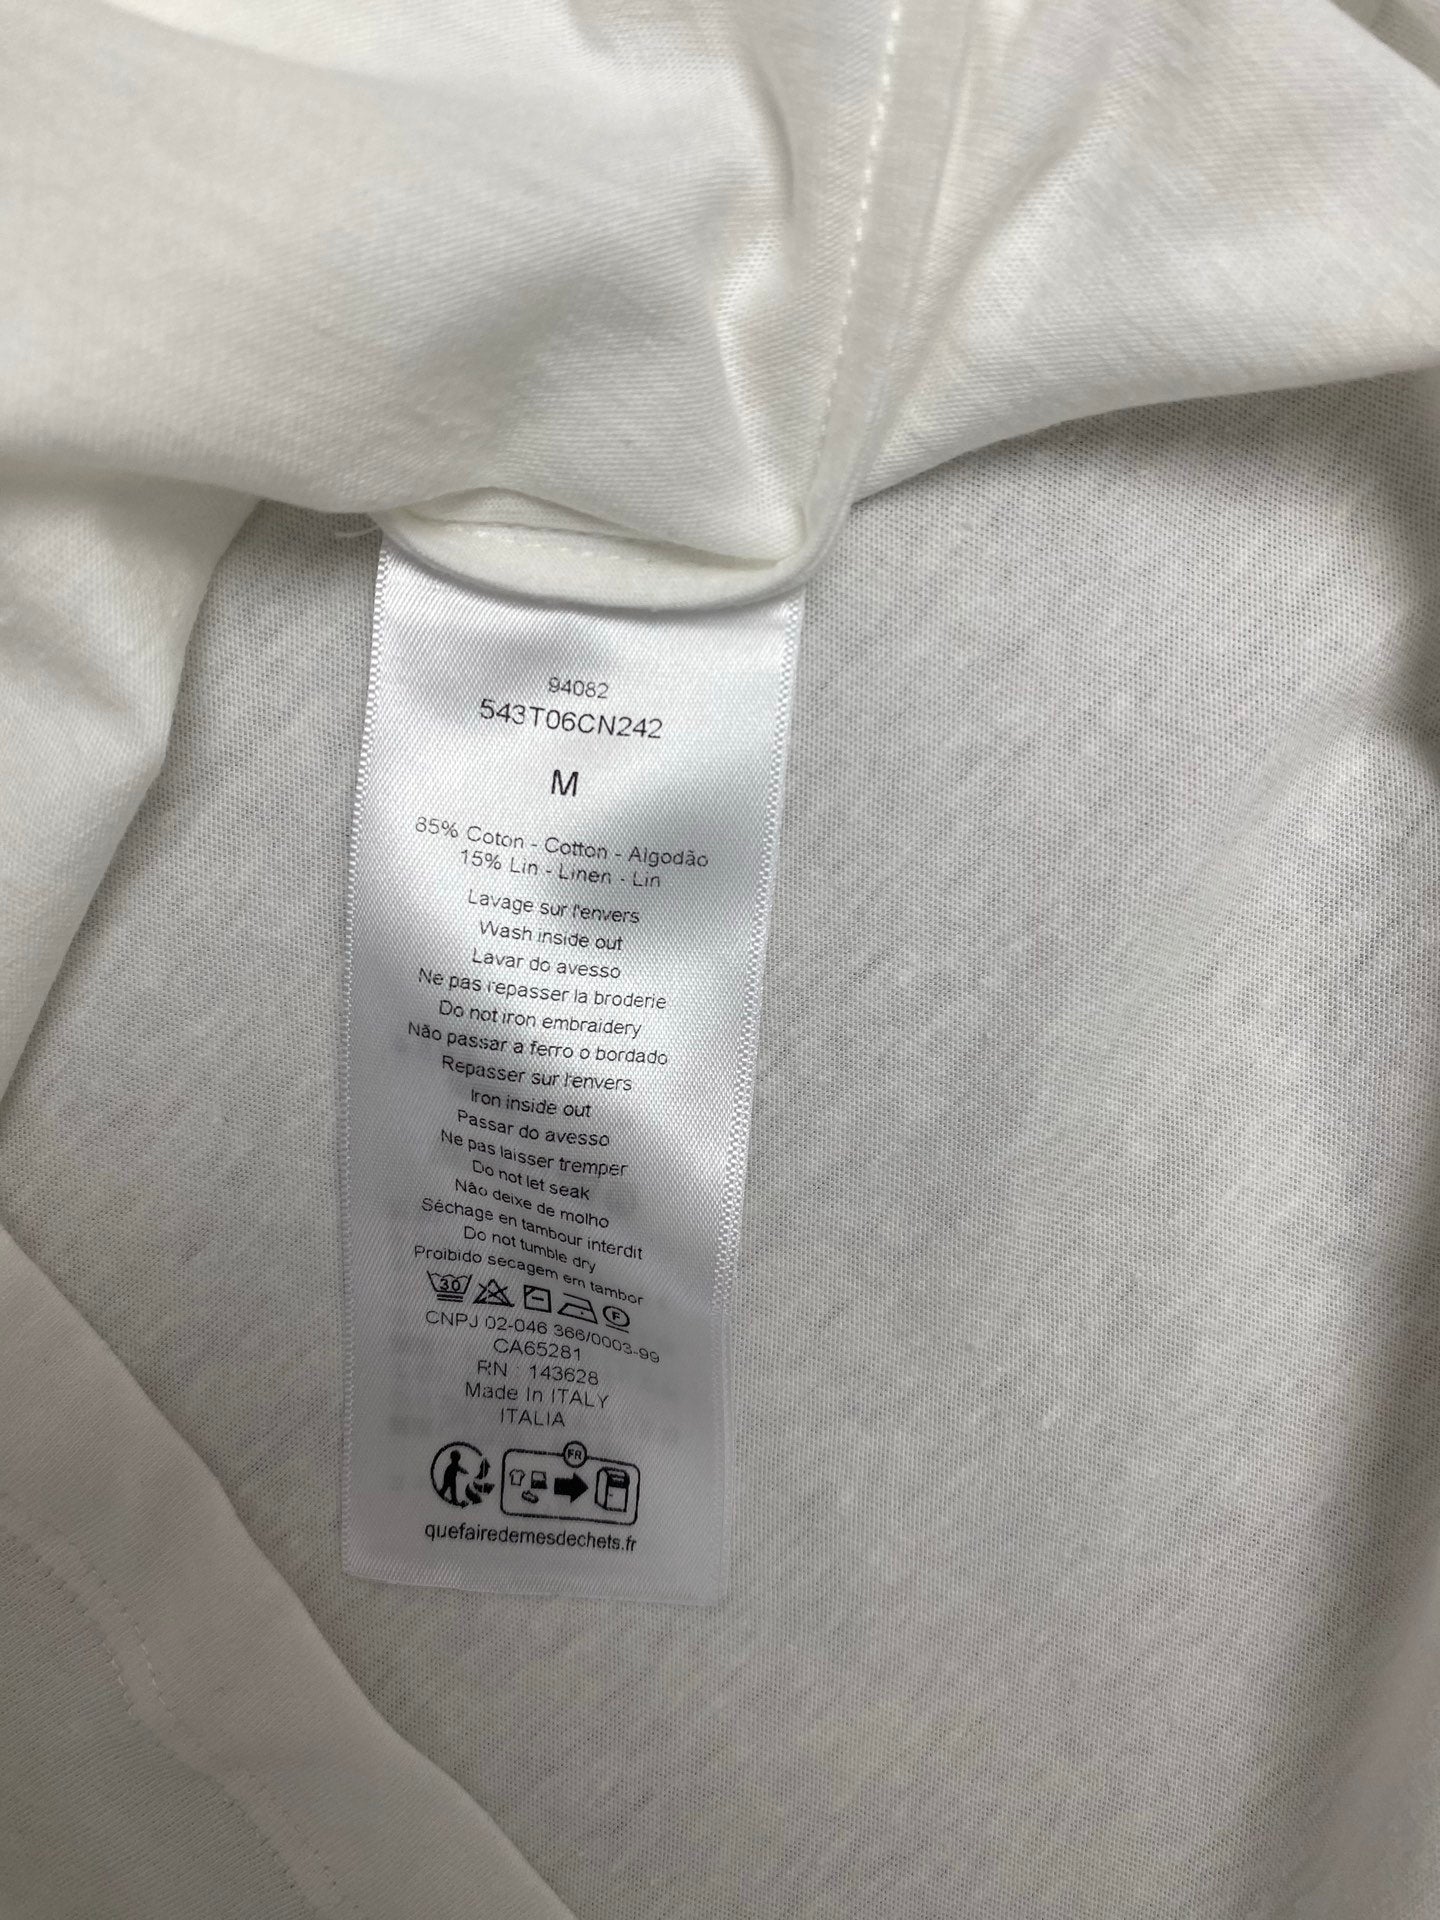 94082
543T06CN242
M
85% Coton - Cotton - Algodão
15% Lin - Linen - Lin
Lavage sur l'envers
Wash inside out
Lavar do avesso
Ne pas repasser la broderie
Do not iron embraidery
Não passar a ferro o bordado
Repasser sur l'envers
Iron inside out
Passar do avesso
Ne pas laisser tremper
Do not let seak
Não deixe de molho
Séchage en tambour interdit
Do not tumble dry
Proibido secagem em tambor
30 F
CNPJ 02-046 366/0003-99
CA65281
RN : 143628
Made In ITALY
ITALIA
FR
quefairedemesdechets.fr